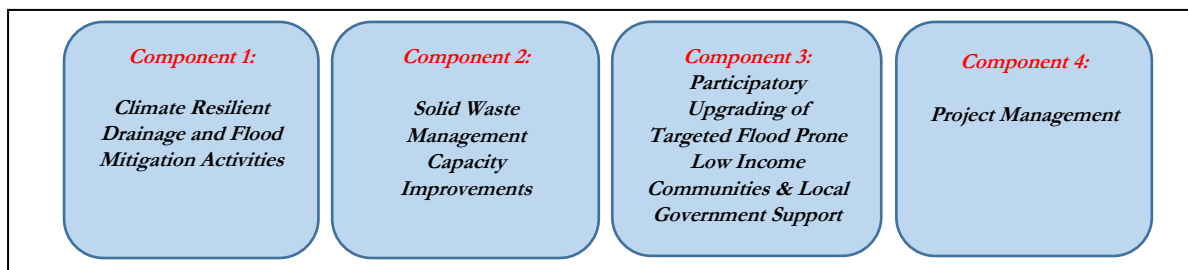 Component 1:
Climate Resilient
Drainage and Flood
Mitigation Activities
Component 2:
Solid Waste
Management
Capacity
Improvements
Component 3:
Participatory
Upgrading of
Targeted Flood Prone
Low Income
Communities & Local
Government Support
Component 4:
Project Management